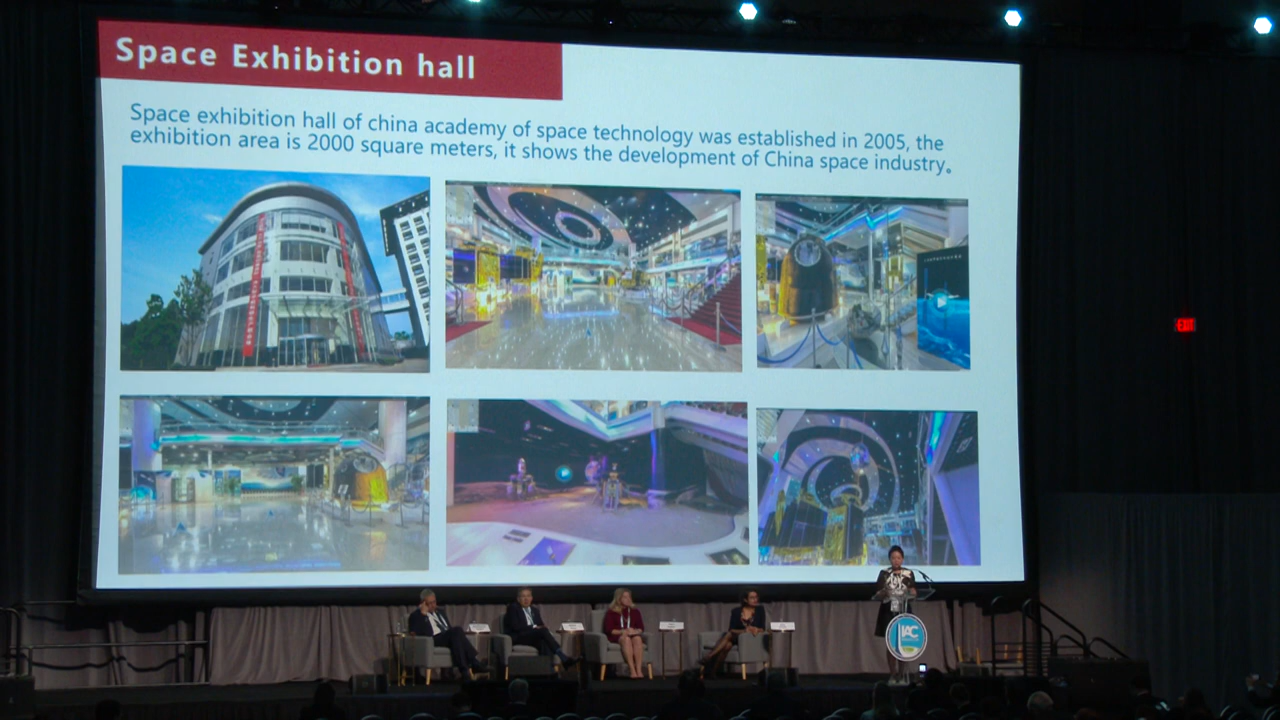 Space Exhibition hall
Space exhibition hall of china academy of space technology was established in 2005, the
exhibition area is 2000 square meters, it shows the development of China space industry。
EXIT
IAC